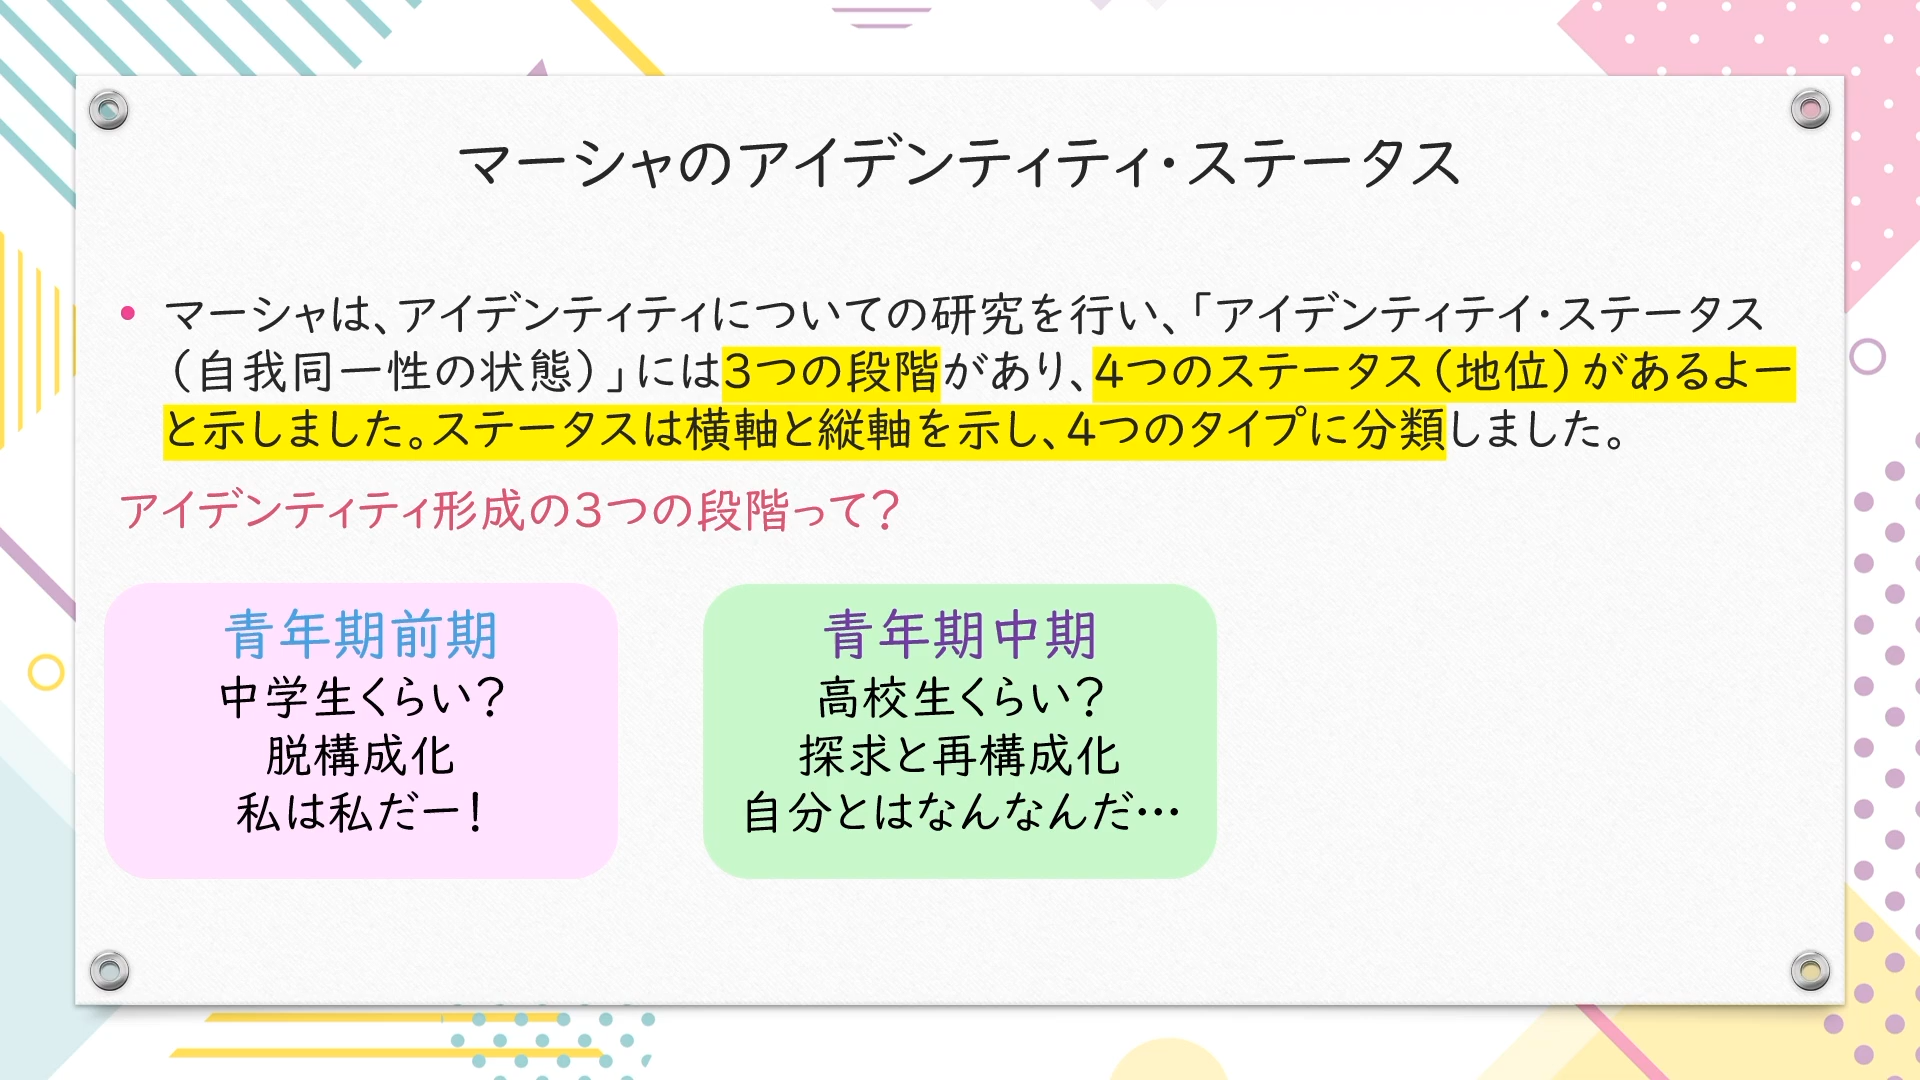 マーシャのアイデンティティ・ステータス
• マーシャは、アイデンティティについての研究を行い、「アイデンティテイ・ステータス
（自我同一性の状態）」には3つの段階があり、4つのステータス（地位）があるよー
と示しました。ステータスは横軸と縦軸を示し、4つのタイプに分類しました。
アイデンティティ形成の3つの段階って？
青年期前期
中学生くらい？
脱構成化
私は私だー！
青年期中期
高校生くらい？
探求と再構成化
自分とはなんなんだ…